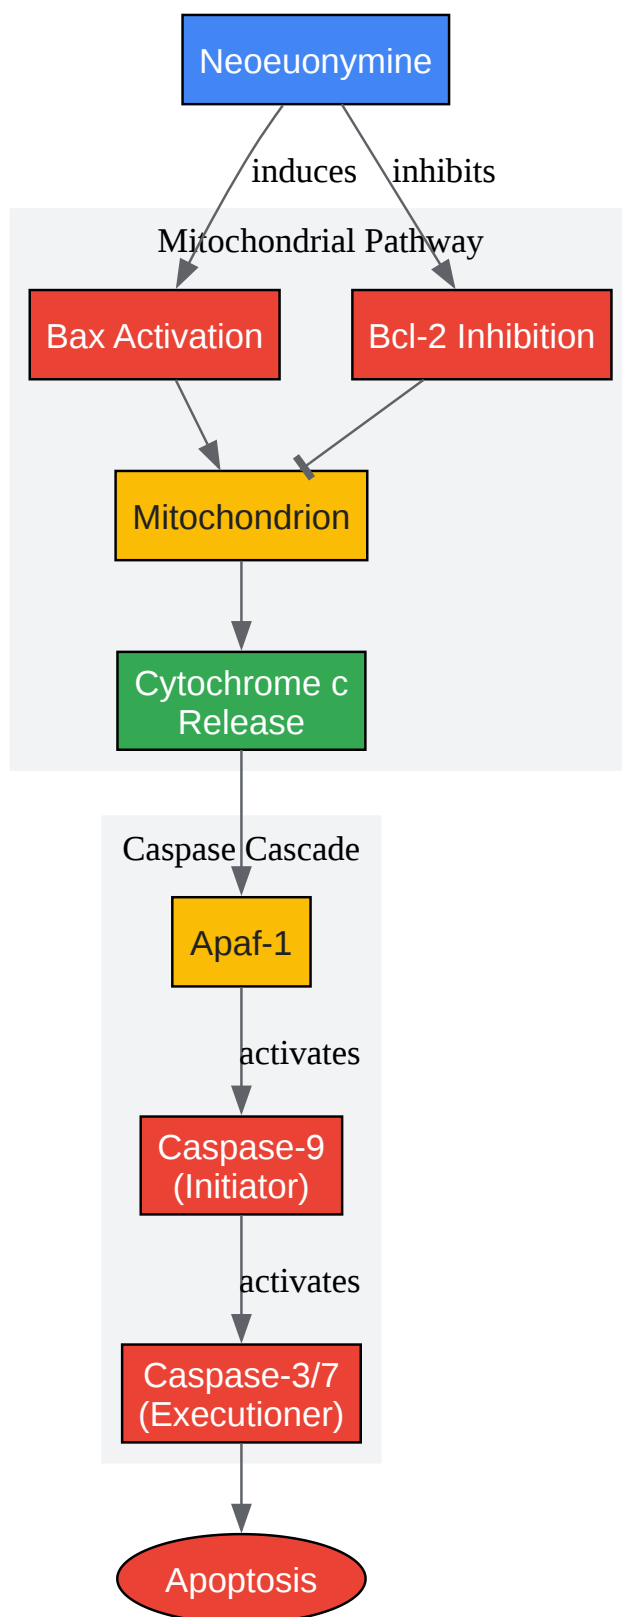 Neoeuonymine
induces
inhibits
Mitochondrial Pathway
Bax Activation
Bcl-2 Inhibition
Mitochondrion
Cytochrome c
Release
Caspase Cascade
Apaf-1
activates
Caspase-9
(Initiator)
activates
Caspase-3/7
(Executioner)
Apoptosis